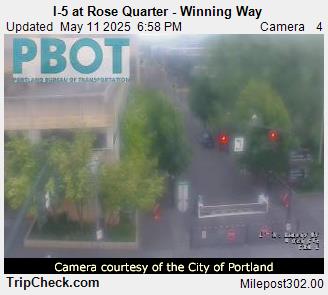 I-5 at Rose Quarter - Winning Way
Updated May 11 2025 6:58 PM Camera 4
PBOT
PORTLAND BUREAU OF TRANSPORTATION
Camera courtesy of the City of Portland
TripCheck.com Milepost302.00